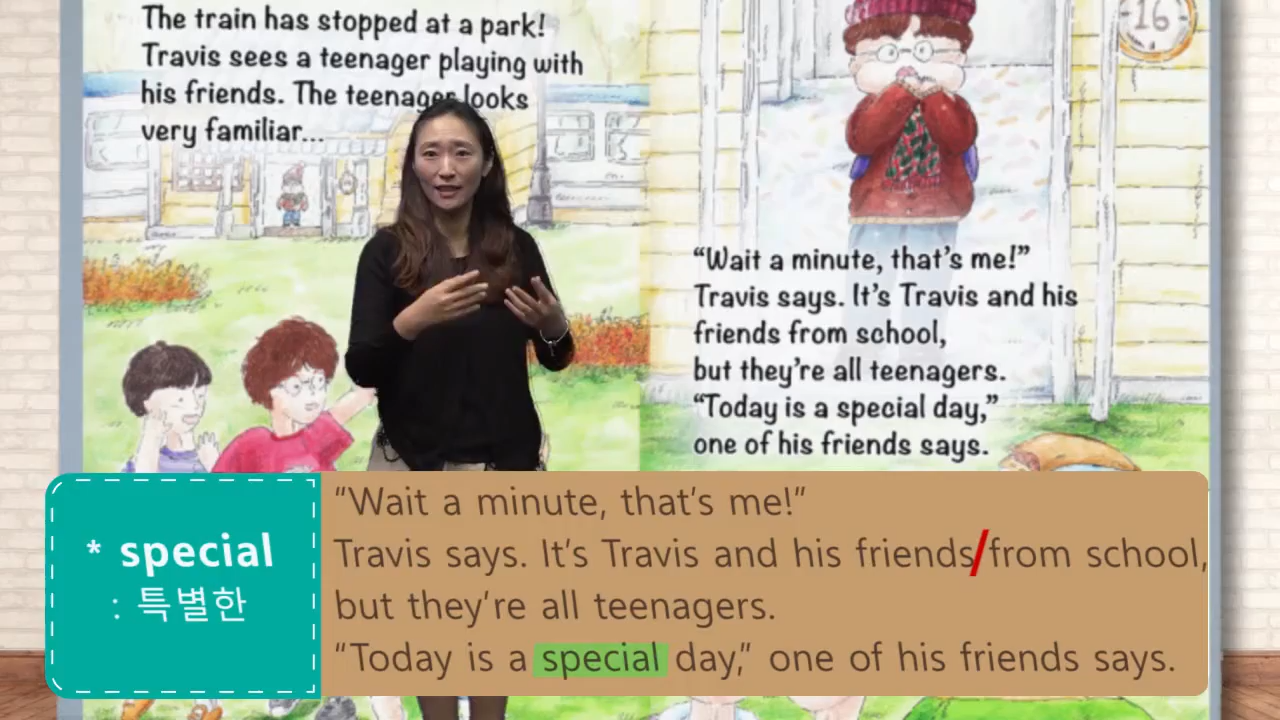 The train has stopped at a park!
Travis sees a teenager playing with
his friends. The teenager looks
very familiar...
16
“Wait a minute, that’s me!”
Travis says. It’s Travis and his
friends from school,
but they’re all teenagers.
“Today is a special day,”
one of his friends says.
* special
: 특별한
“Wait a minute, that’s me!”
Travis says. It’s Travis and his friends/from school,
but they’re all teenagers.
“Today is a special day,” one of his friends says.